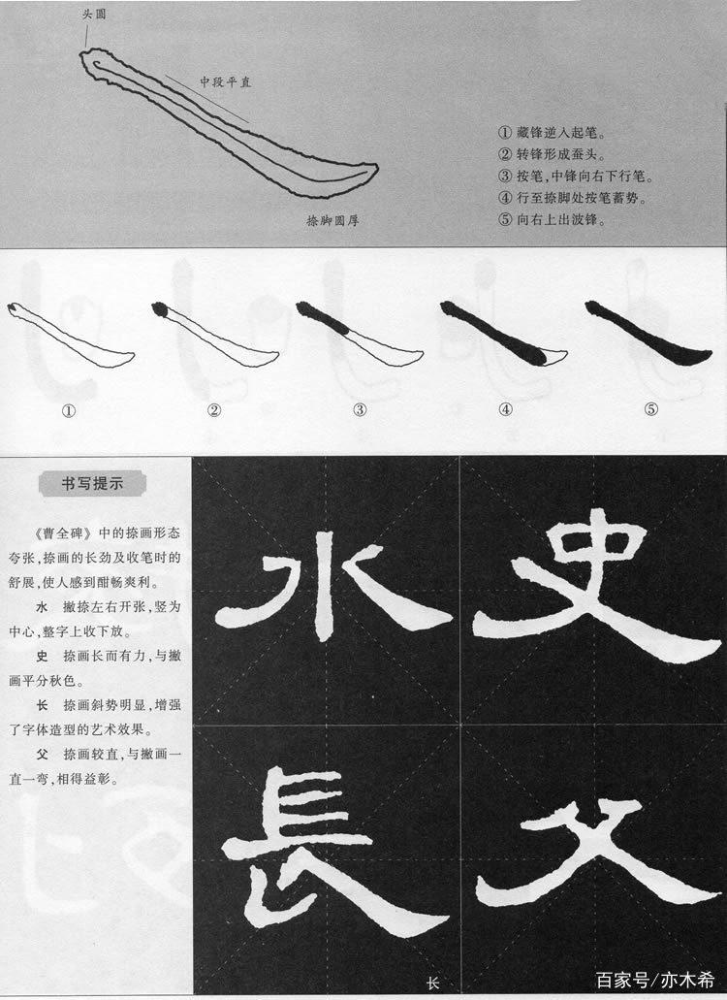 头圆
中段平直
捺脚圆厚
①藏锋逆入起笔。
②转锋形成蚕头。
③按笔,中锋向右下行笔。
④行至捺脚处按笔蓄势。
⑤向右上出波锋。
① ② ③ ④ ⑤
书写提示
《曹全碑》中的捺画形态
夸张,捺画的长劲及收笔时的
舒展,使人感到酣畅爽利。
水 撇捺左右开张,竖为
中心,整字上收下放。
史 捺画长而有力,与撇
画平分秋色。
长 捺画斜势明显,增强
了字体造型的艺术效果。
父 捺画较直,与撇画一
直一弯,相得益彰。
水 史
長 父
长
百家号/亦木希